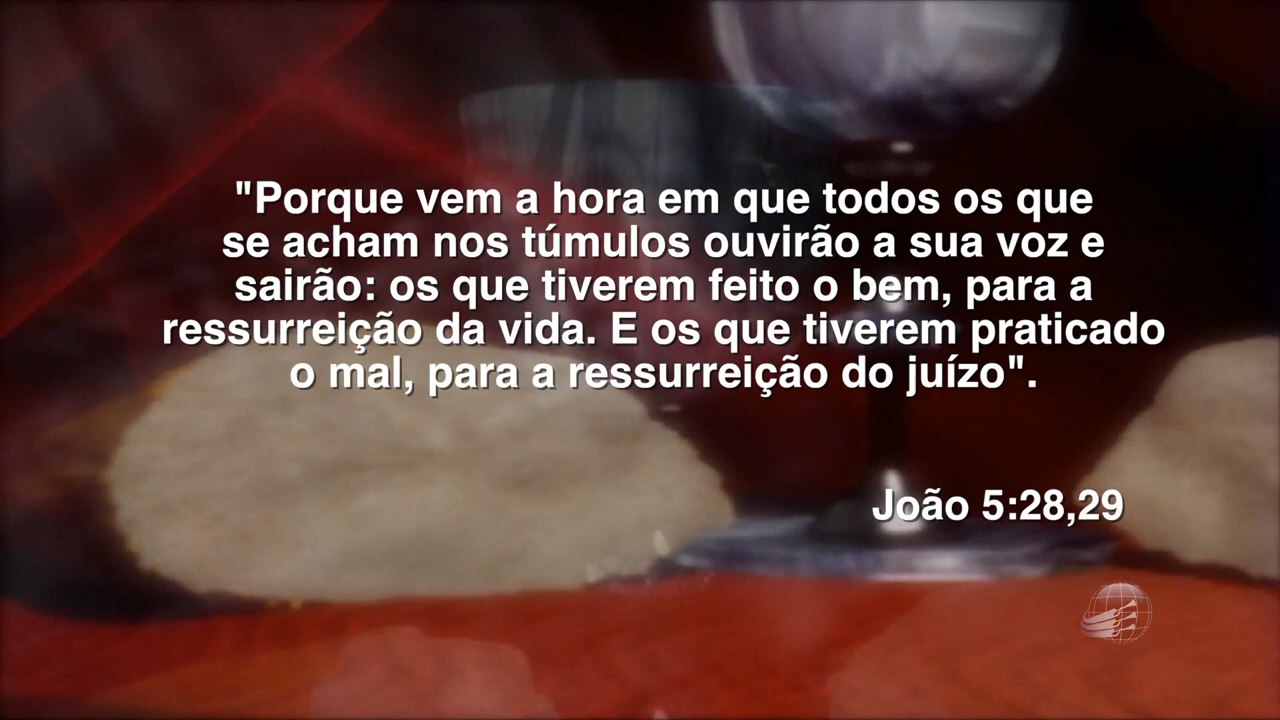 "Porque vem a hora em que todos os que
se acham nos túmulos ouvirão a sua voz e
sairão: os que tiverem feito o bem, para a
ressurreição da vida. E os que tiverem praticado
o mal, para a ressurreição do juízo".
João 5:28,29